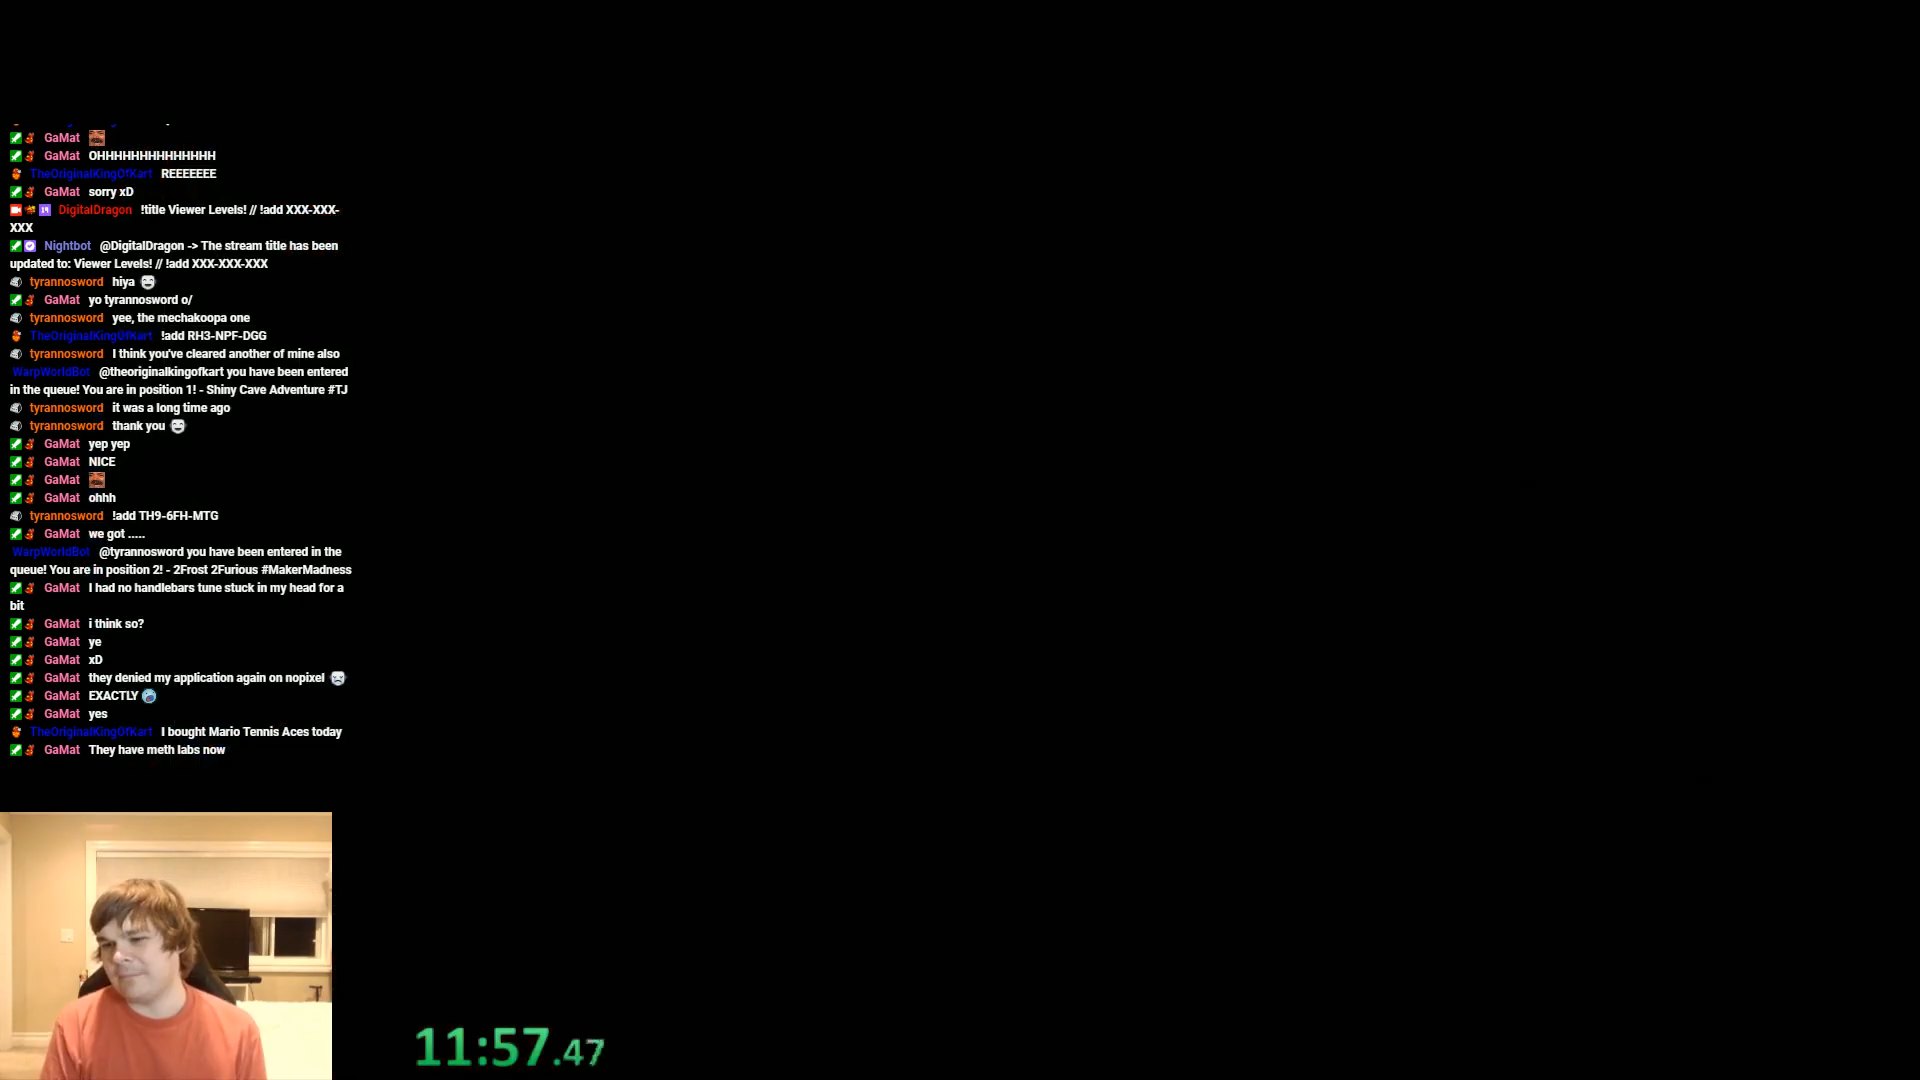 GaMat
GaMat OHHHHHHHHHHHHHH
TheOriginalKingOfKart REEEEEEE
GaMat sorry xD
DigitalDragon !title Viewer Levels! // !add XXX-XXX-
XXX
Nightbot @DigitalDragon -> The stream title has been
updated to: Viewer Levels! // !add XXX-XXX-XXX
tyrannosword hiya
GaMat yo tyrannosword o/
tyrannosword yee, the mechakoopa one
TheOriginalKingOfKart !add RH3-NPF-DGG
tyrannosword I think you've cleared another of mine also
WarpWorldBot @theoriginalkingofkart you have been entered
in the queue! You are in position 1! - Shiny Cave Adventure #TJ
tyrannosword it was a long time ago
tyrannosword thank you
GaMat yep yep
GaMat NICE
GaMat
GaMat ohhh
tyrannosword !add TH9-6FH-MTG
GaMat we got .....
WarpWorldBot @tyrannosword you have been entered in the
queue! You are in position 2! - 2Frost 2Furious #MakerMadness
GaMat I had no handlebars tune stuck in my head for a
bit
GaMat i think so?
GaMat ye
GaMat xD
GaMat they denied my application again on nopixel
GaMat EXACTLY
GaMat yes
TheOriginalKingOfKart I bought Mario Tennis Aces today
GaMat They have meth labs now
11:57.47